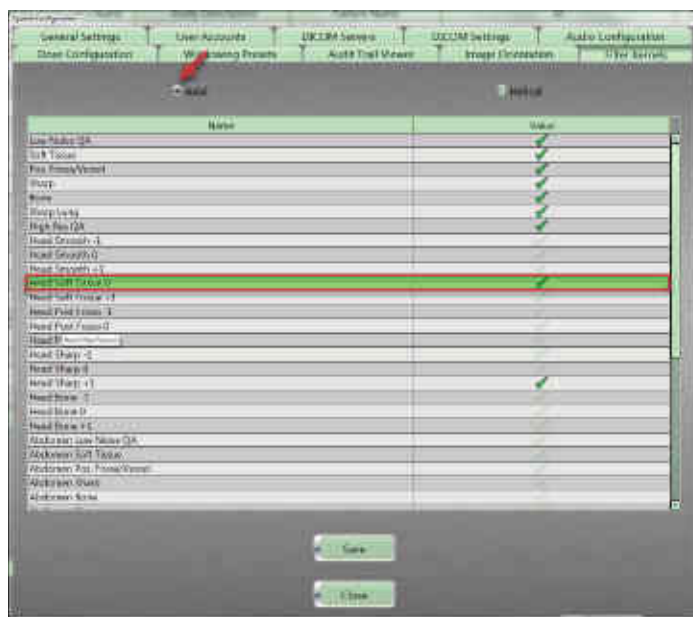 General Settings
User Accounts
DICOM Servers
DICOM Settings
Audio Configuration
Dose Configuration
Windowing Presets
Audit Trail Viewer
Image Orientation
Filter Kernels
Axial
Helical
Name
Value
Low Noise QA
Soft Tissue
Pos. Fossa/Vessel
Sharp
Bone
Sharp Lung
High Res QA
Head Smooth -1
Head Smooth 0
Head Smooth +1
Head Soft Tissue 0
Head Soft Tissue +1
Head Post Fossa -1
Head Post Fossa 0
Head
Head Sharp -1
Head Sharp 0
Head Sharp +1
Head Bone -1
Head Bone 0
Head Bone +1
Abdomen Low Noise QA
Abdomen Soft Tissue
Abdomen Pos. Fossa/Vessel
Abdomen Sharp
Abdomen Bone
Save
Close